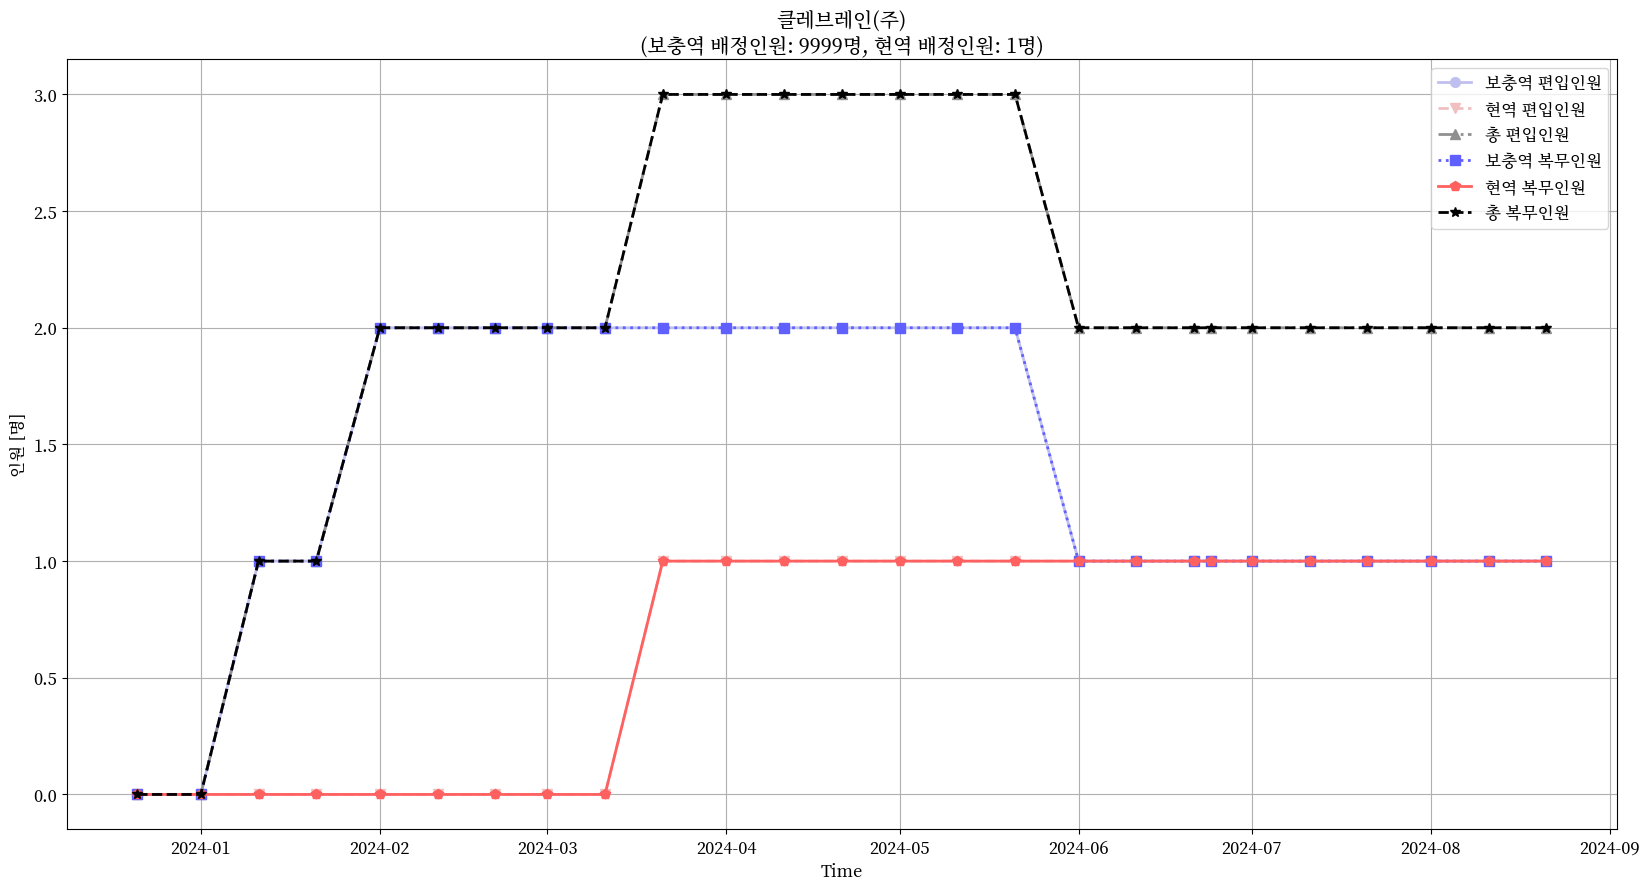 클레브레인(주)
(보충역 배정인원: 9999명, 현역 배정인원: 1명)
보충역 편입인원
현역 편입인원
총 편입인원
보충역 복무인원
현역 복무인원
총 복무인원
3.0
2.5
2.0
1.5
1.0
0.5
0.0
인원 [명]
2024-01 2024-02 2024-03 2024-04 2024-05 2024-06 2024-07 2024-08 2024-09
Time